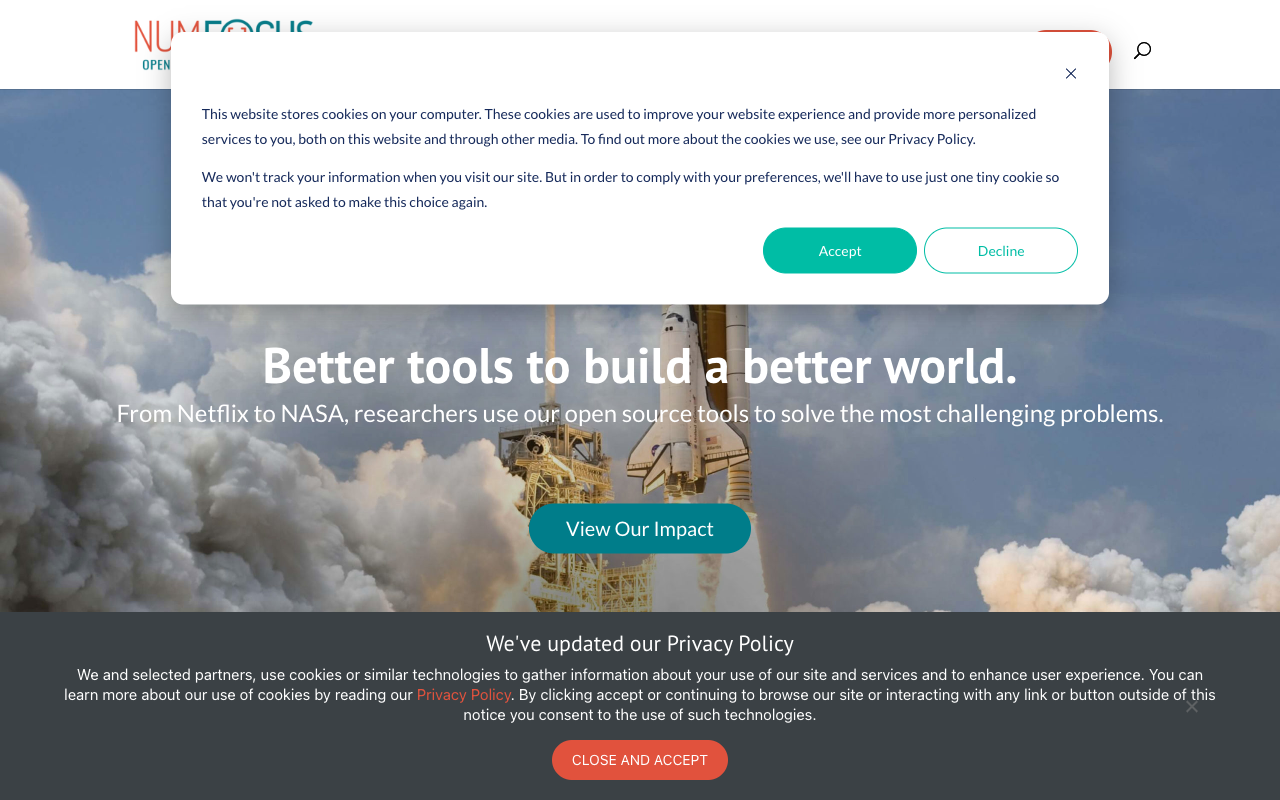 This website stores cookies on your computer. These cookies are used to improve your website experience and provide more personalized
services to you, both on this website and through other media. To find out more about the cookies we use, see our Privacy Policy.
We won't track your information when you visit our site. But in order to comply with your preferences, we'll have to use just one tiny cookie so
that you're not asked to make this choice again.
Accept
Decline
NUMFOCUS
OPEN
Better tools to build a better world.
From Netflix to NASA, researchers use our open source tools to solve the most challenging problems.
View Our Impact
We've updated our Privacy Policy
We and selected partners, use cookies or similar technologies to gather information about your use of our site and services and to enhance user experience. You can
learn more about our use of cookies by reading our Privacy Policy. By clicking accept or continuing to browse our site or interacting with any link or button outside of this
notice you consent to the use of such technologies.
CLOSE AND ACCEPT